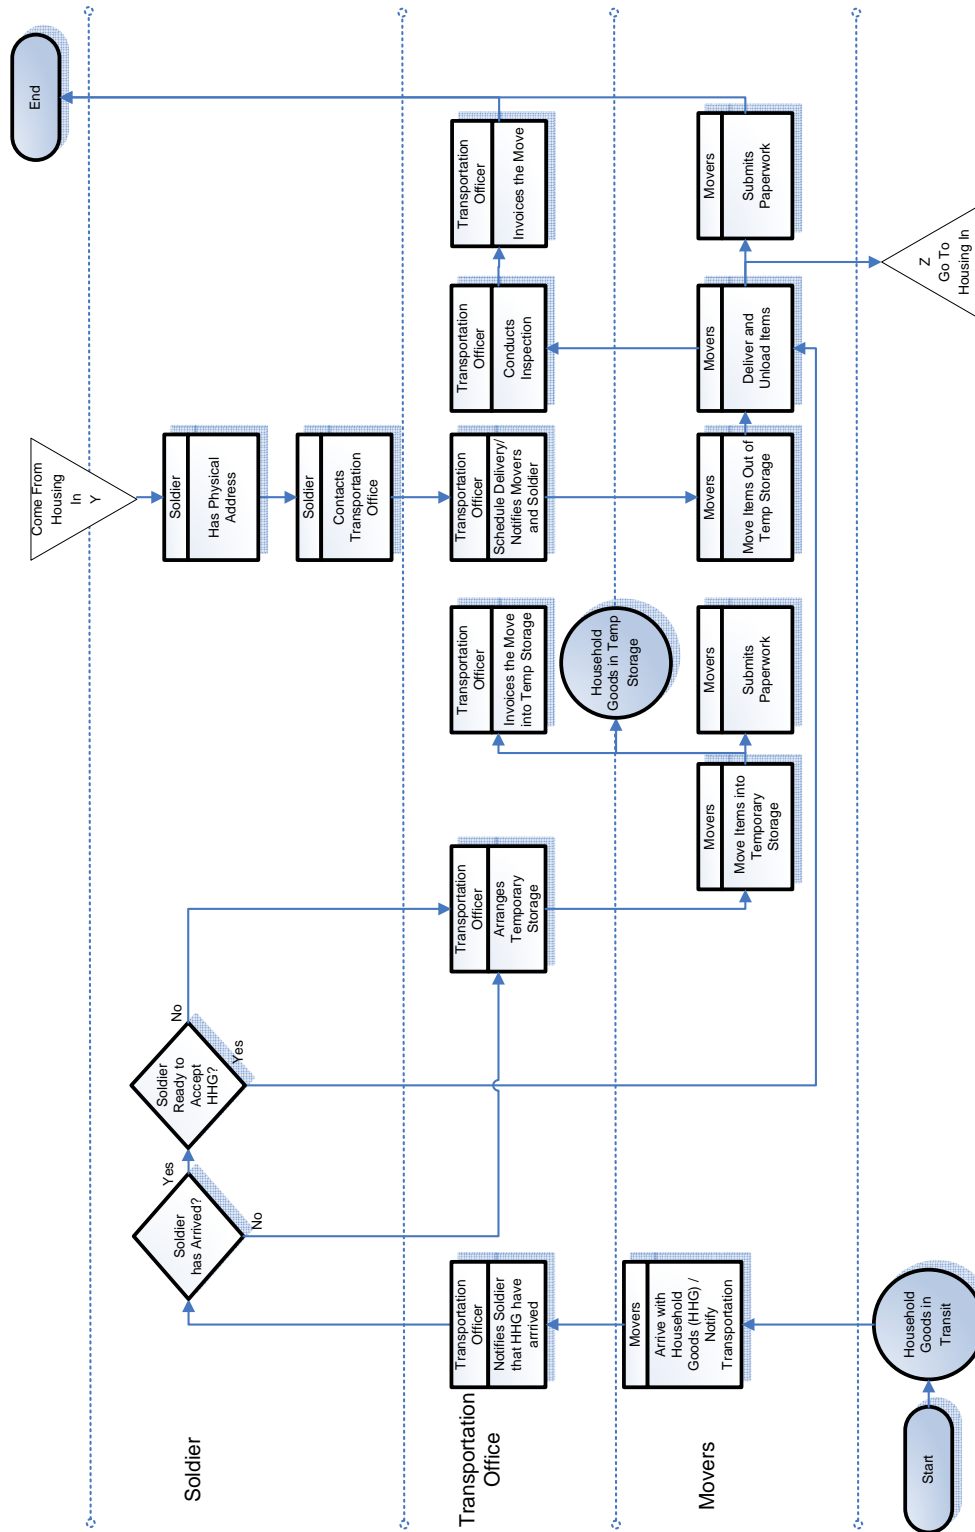 End
Come From
Housing
In
Y
Soldier
Has Physical
Address
Soldier
Contacts
Transportation
Office
Soldier
Ready to
Accept
HHG?
No
Yes
Soldier
has Arrived?
Yes
No
Soldier
Transportation
Officer
Invoices the Move
Transportation
Officer
Conducts
Inspection
Transportation
Officer
Schedule Delivery/
Notifies Movers
and Soldier
Transportation
Officer
Invoices the Move
into Temp Storage
Household
Goods in Temp
Storage
Transportation
Officer
Arranges
Temporary
Storage
Transportation
Officer
Notifies Soldier
that HHG have
arrrived
Transportation
Office
Movers
Submits
Paperwork
Movers
Deliver and
Unload Items
Movers
Move Items Out of
Temp Storage
Movers
Submits
Paperwork
Movers
Move Items into
Temporary
Storage
Movers
Arrive with
Household
Goods (HHG) /
Notify
Transportation
Movers
Z
Go To
Housing In
Household
Goods in
Transit
Start